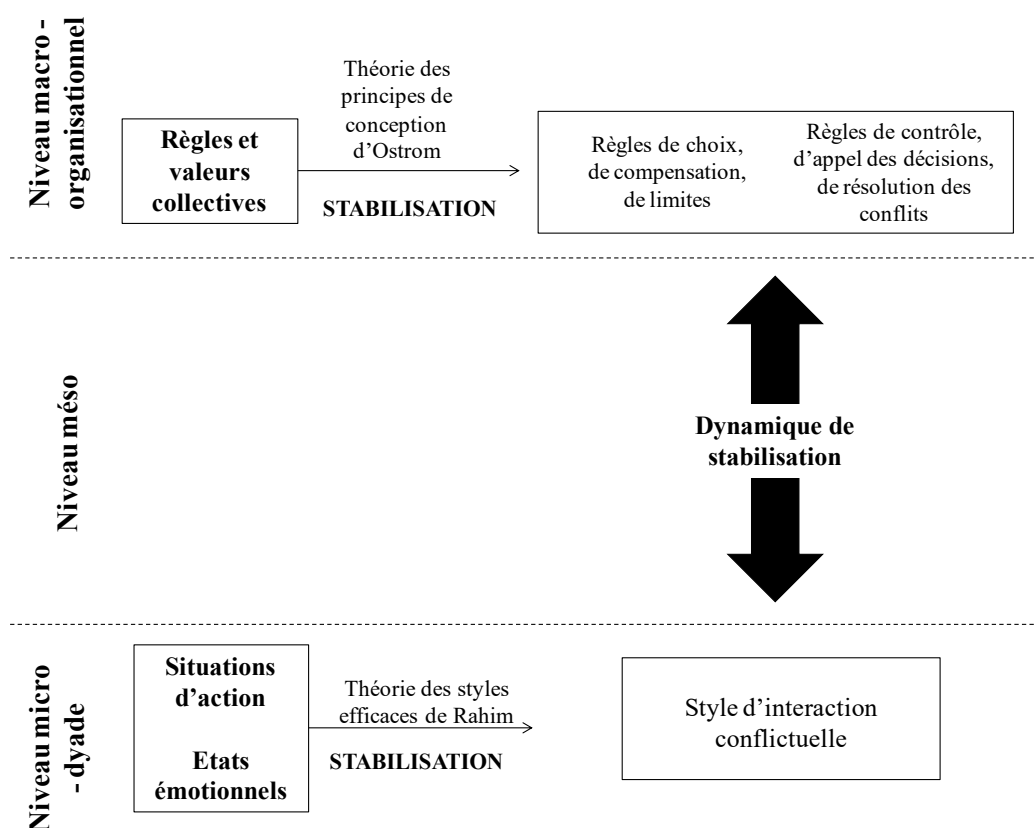 Niveau macro -
organisationnel
Règles et
valeurs
collectives
Théorie des
principes de
conception
d’Ostrom
STABILISATION
Règles de choix,
de compensation,
de limites
Règles de contrôle,
d’appel des décisions,
de résolution des
conflits
Niveau méso
Dynamique de
stabilisation
Niveau micro
- dyade
Situations
d’action
Etats
émotionnels
Théorie des styles
efficaces de Rahim
STABILISATION
Style d’interaction
conflictuelle